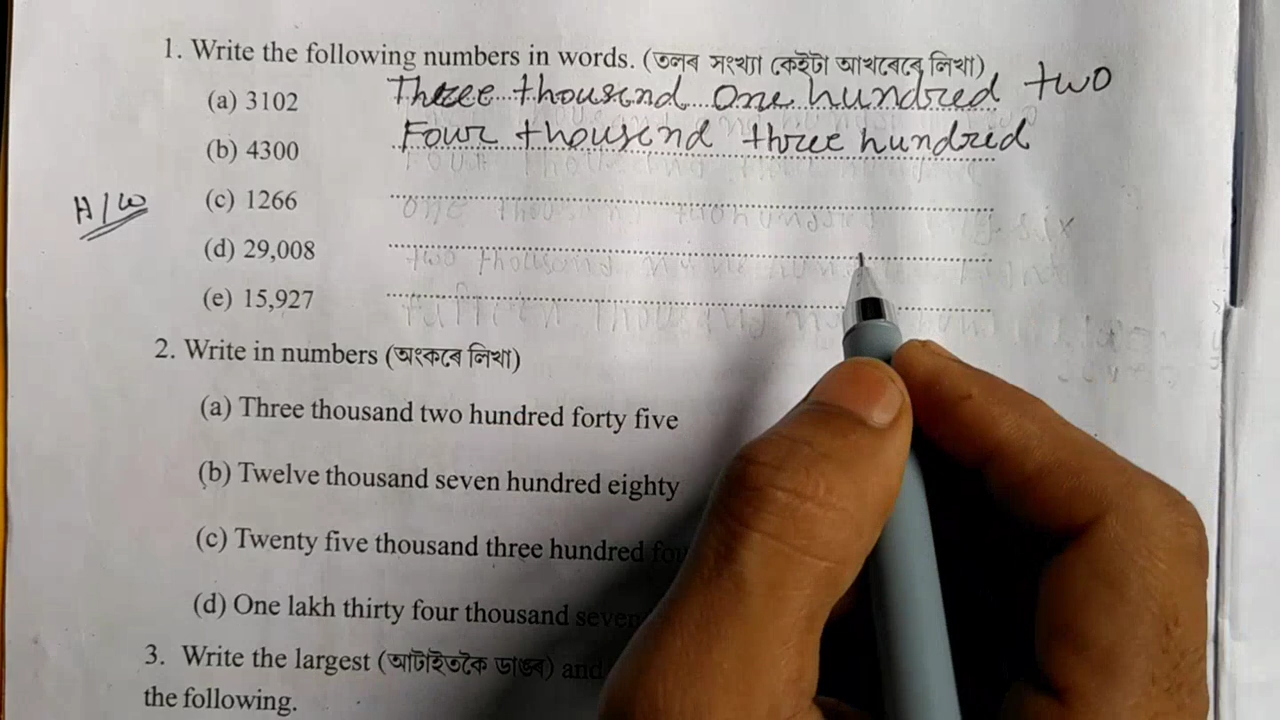 1. Write the following numbers in words. (তলৰ সংখ্যা কেইটা আখৰেৰে লিখা)
(a) 3102 Three thousend One hundred two
(b) 4300 Four thousend three hundred
H/W
(c) 1266
(d) 29,008
(e) 15,927
2. Write in numbers (অংকৰে লিখা)
(a) Three thousand two hundred forty five
(b) Twelve thousand seven hundred eighty
(c) Twenty five thousand three hundred
(d) One lakh thirty four thousand seven
3. Write the largest (আটাইতকৈ ডাঙৰ) and
the following.